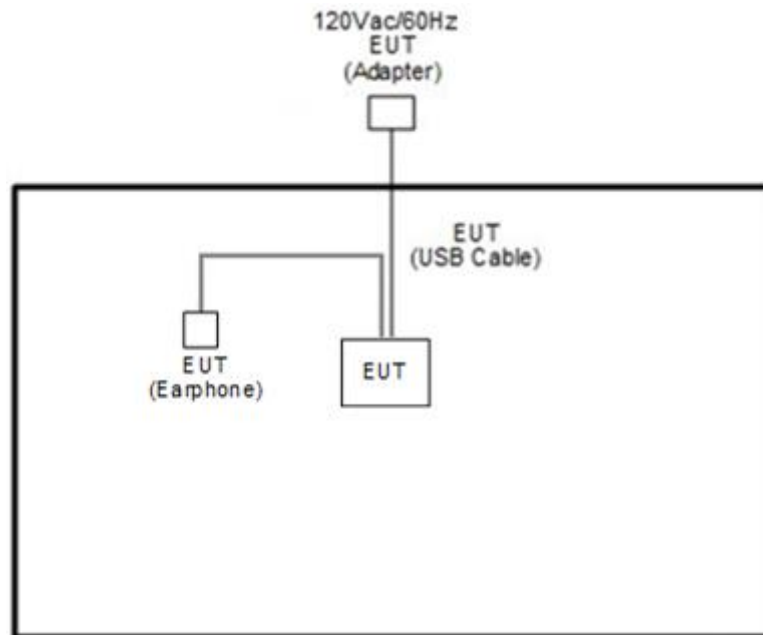 120Vac/60Hz
EUT
(Adapter)
EUT
(USB Cable)
EUT
(Earphone)
EUT